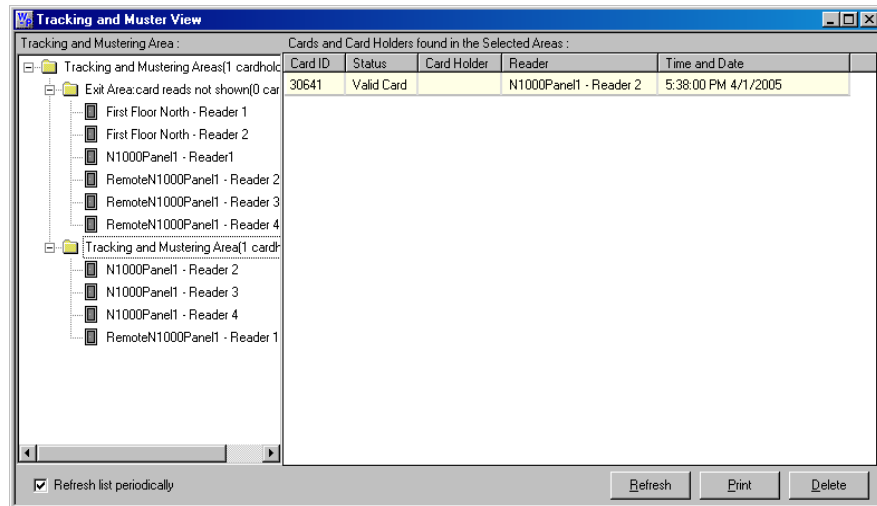 Tracking and Muster View
Tracking and Mustering Area :
Cards and Card Holders found in the Selected Areas :
Tracking and Mustering Areas(1 cardholc
Exit Area:card reads not shown(0 car
First Floor North - Reader 1
First Floor North - Reader 2
N1000Panel1 - Reader1
RemoteN1000Panel1 - Reader 2
RemoteN1000Panel1 - Reader 3
RemoteN1000Panel1 - Reader 4
Tracking and Mustering Area(1 cardh
N1000Panel1 - Reader 2
N1000Panel1 - Reader 3
N1000Panel1 - Reader 4
RemoteN1000Panel1 - Reader 1
Card ID Status Card Holder Reader Time and Date
30641 Valid Card N1000Panel1 - Reader 2 5:38:00 PM 4/1/2005
Refresh list periodically
Refresh Print Delete